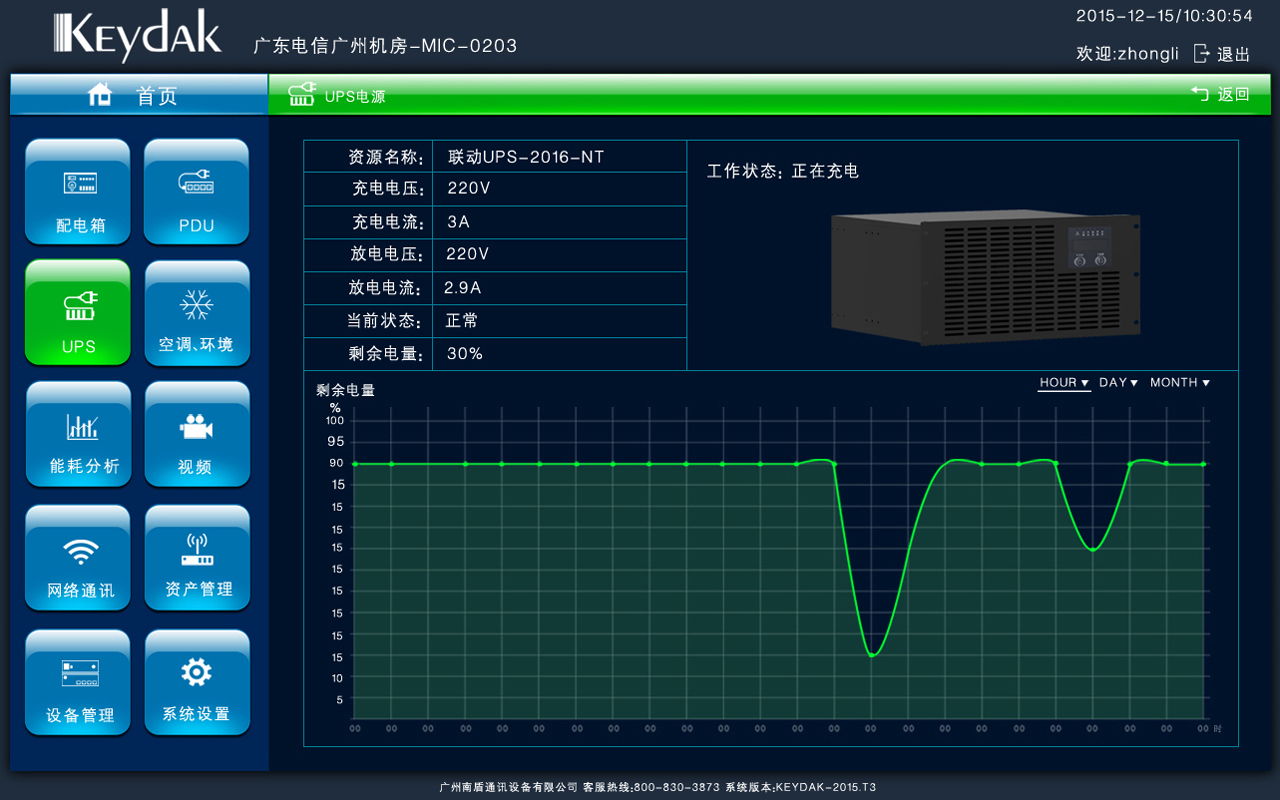 KEYdAK
广东电信广州机房-MIC-0203
2015-12-15/10:30:54
欢迎:zhongli 退出
首页
UPS电源
返回
配电箱
PDU
UPS
空调、环境
能耗分析
视频
网络通讯
资产管理
设备管理
系统设置
资源名称: 联动UPS-2016-NT
充电电压: 220V
充电电流: 3A
放电电压: 220V
放电电流: 2.9A
当前状态: 正常
剩余电量: 30%
工作状态: 正在充电
剩余电量
HOUR ▼ DAY ▼ MONTH ▼
%
100
95
90
15
15
15
15
15
15
15
15
15
10
5
00 00 00 00 00 00 00 00 00 00 00 00 00 00 00 00 00 00 00 00 00 00 00 00 时
广州南盾通讯设备有限公司 客服热线:800-830-3873 系统版本:KEYDAK-2015.T3